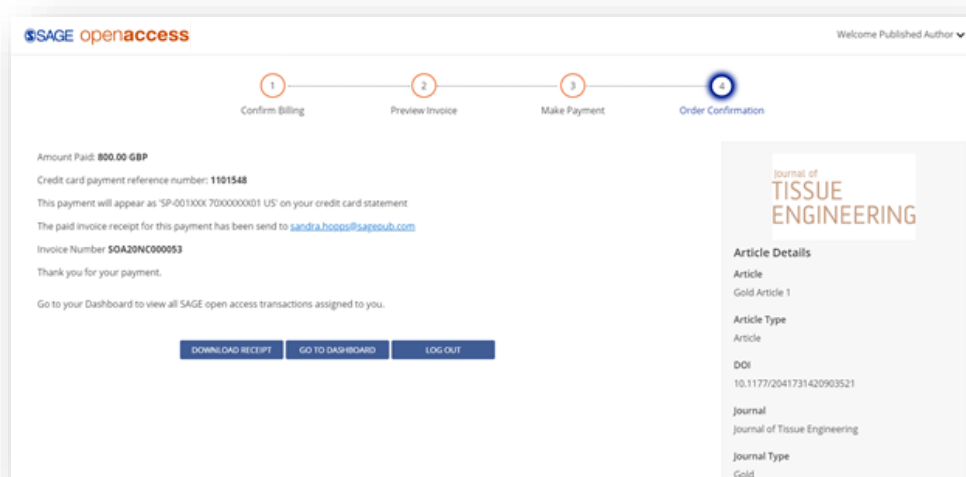 SAGE openaccess
Welcome Published Author
1
2
3
4
Confirm Billing
Preview Invoice
Make Payment
Order Confirmation
Amount Paid: 800.00 GBP
Credit card payment reference number: 1101548
This payment will appear as 'SP-001XXX 70XXXXXX01 US' on your credit card statement
The paid invoice receipt for this payment has been send to sandra.hoops@sagepub.com
Invoice Number SOA20NC000053
Thank you for your payment.
Go to your Dashboard to view all SAGE open access transactions assigned to you.
DOWNLOAD RECEIPT
GO TO DASHBOARD
LOG OUT
journal of
TISSUE
ENGINEERING
Article Details
Article
Gold Article 1
Article Type
Article
DOI
10.1177/2041731420903521
Journal
Journal of Tissue Engineering
Journal Type
Gold